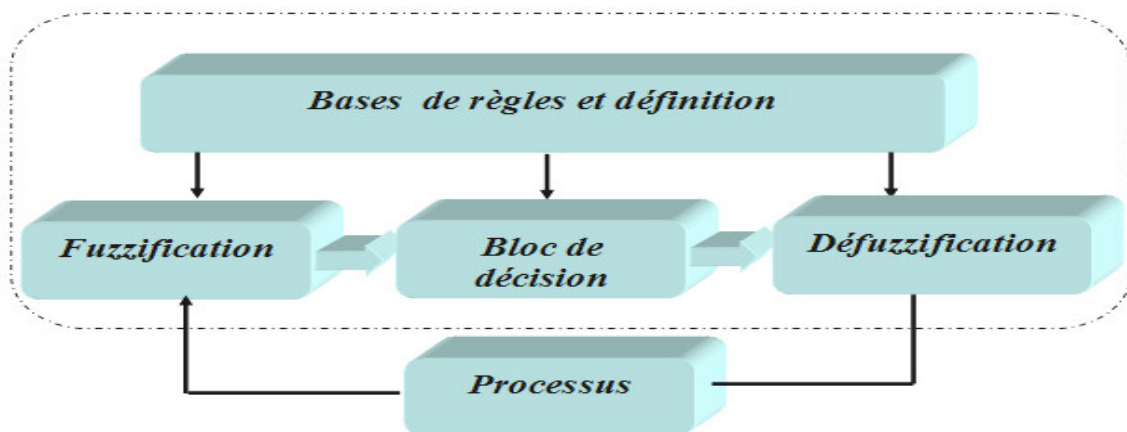 Bases de règles et définition
Fuzzification
Bloc de
décision
Défuzzification
Processus